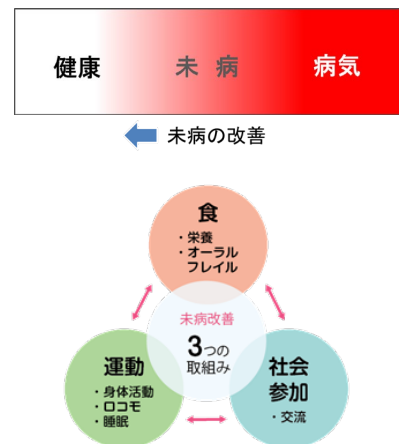 健康 未病 病気
未病の改善
食
・栄養
・オーラル
フレイル
未病改善
3つの
取組み
運動
・身体活動
・ロコモ
・睡眠
社会
参加
・交流